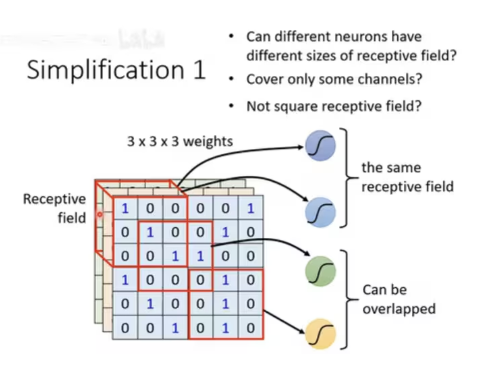 • Can different neurons have
different sizes of receptive field?
Simplification 1
• Cover only some channels?
• Not square receptive field?
3 x 3 x 3 weights
the same
receptive field
Receptive
field
1 0 0 0 0 1
0 1 0 0 1 0
0 0 1 1 0 0
1 0 0 0 1 0
0 1 0 0 1 0
0 0 1 0 1 0
Can be
overlapped